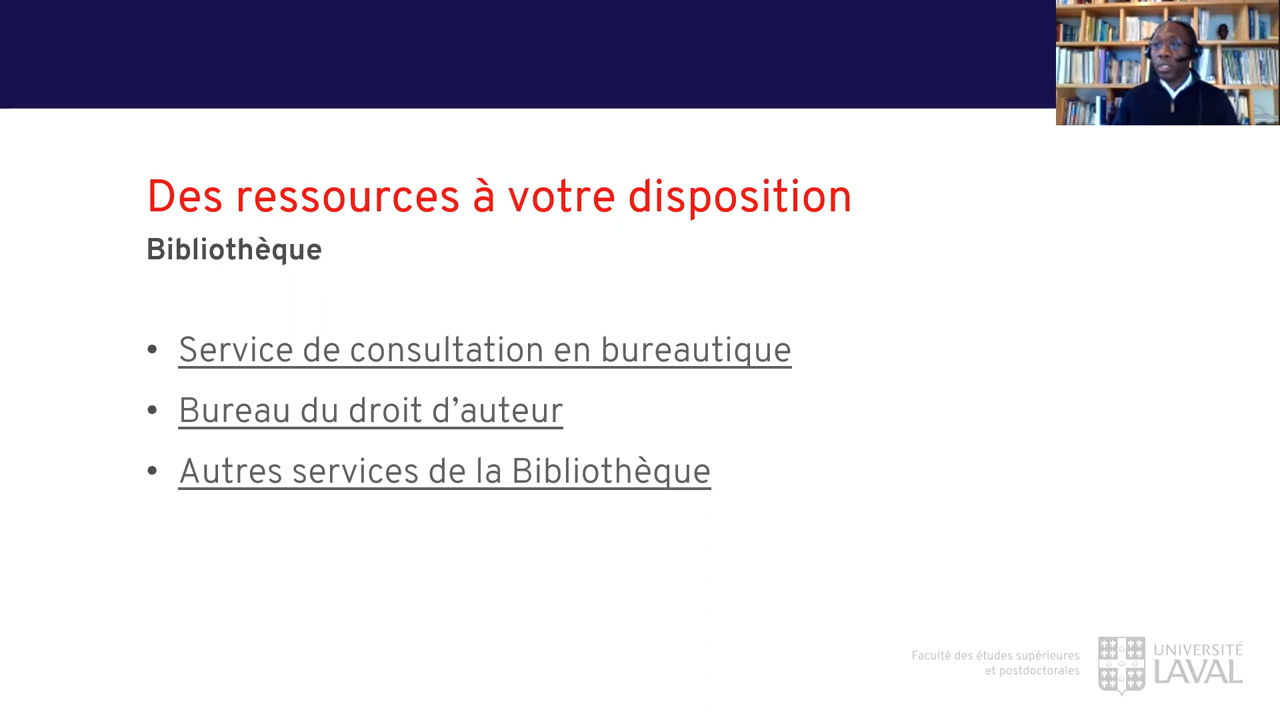 Des ressources à votre disposition
Bibliothèque
• Service de consultation en bureautique
• Bureau du droit d’auteur
• Autres services de la Bibliothèque
Faculté des études supérieures
et postdoctorales
UNIVERSITÉ
LAVAL